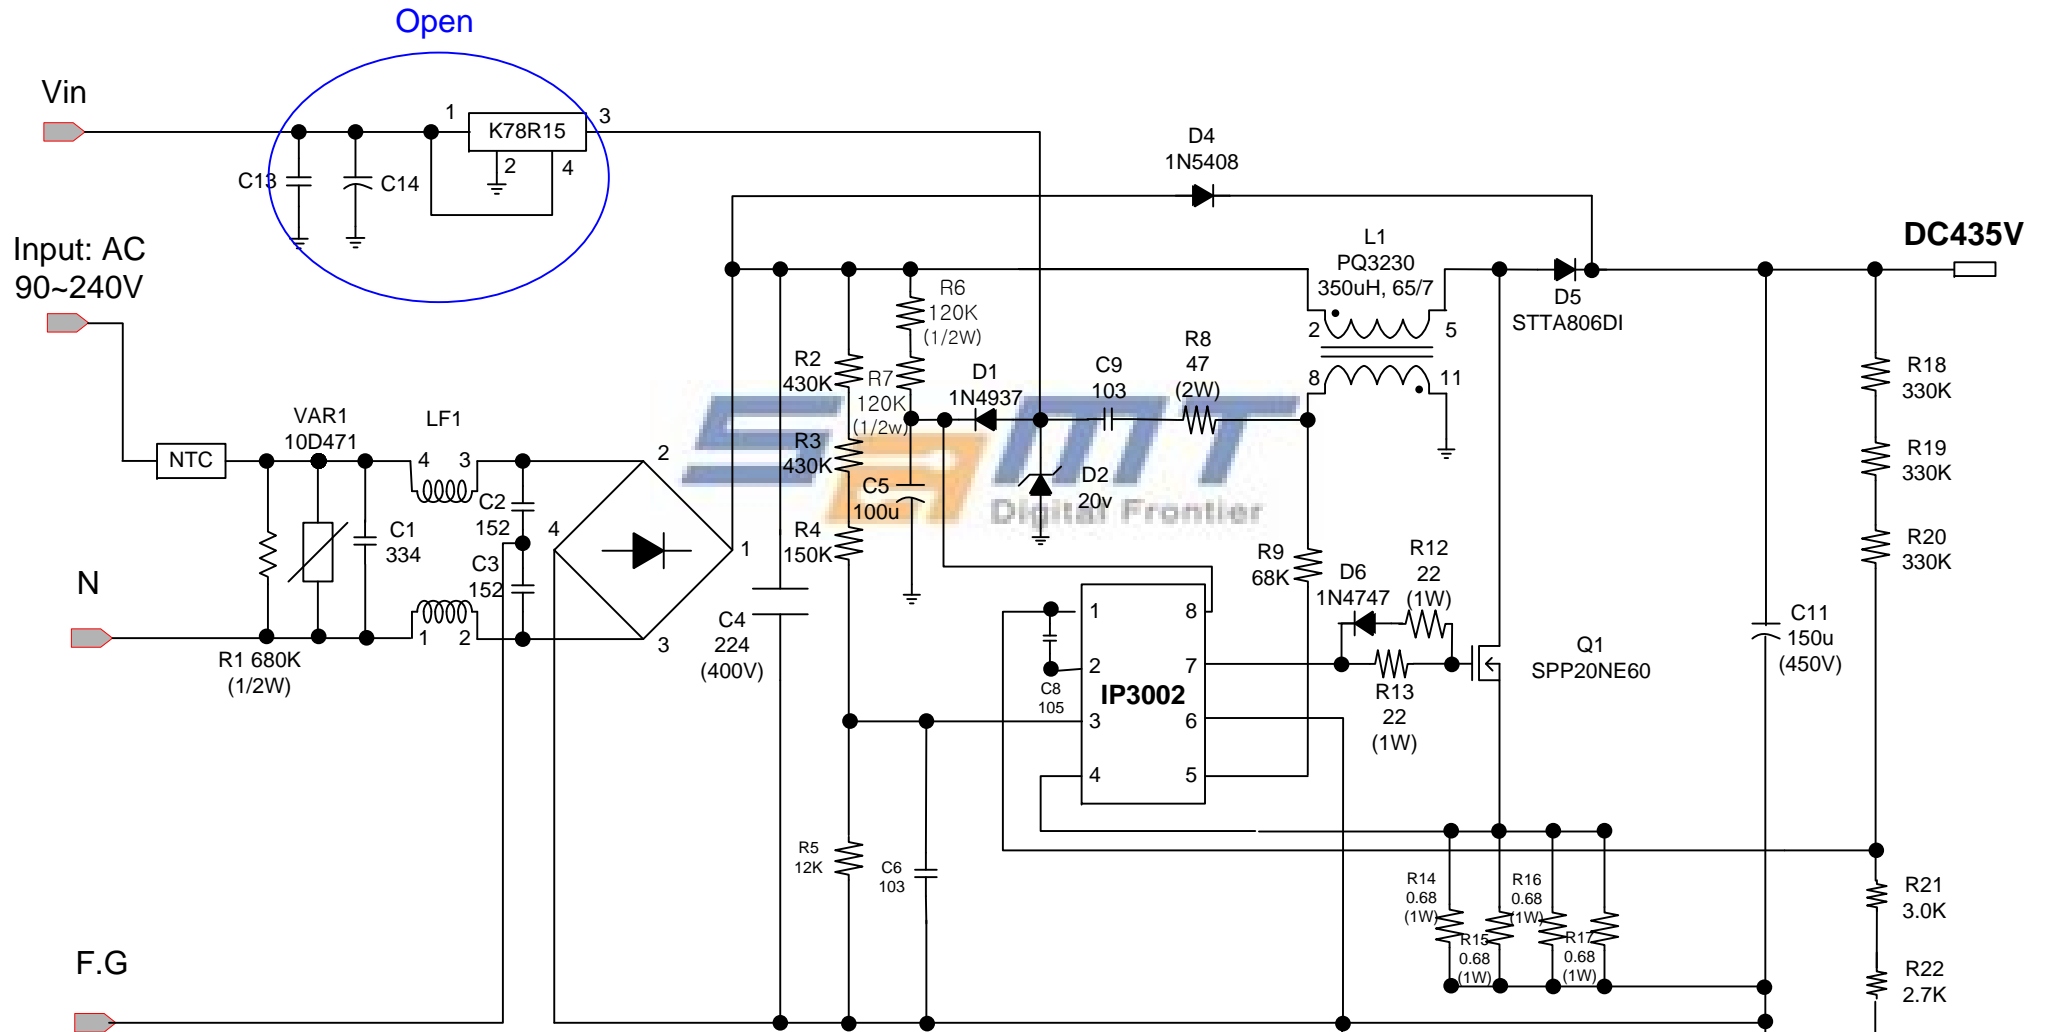 Open
Vin
1
K78R15
3
2
4
C13
C14
D4
1N5408
Input: AC
90~240V
DC435V
L1
PQ3230
350uH, 65/7
2
5
8
11
D5
STTA806DI
R6
120K
(1/2W)
R7
120K
(1/2w)
R2
430K
R3
430K
R4
150K
D1
1N4937
C9
103
R8
47
(2W)
R18
330K
R19
330K
R20
330K
VAR1
10D471
LF1
NTC
4
3
1
2
C1
334
C2
152
C3
152
2
4
1
3
C5
100u
D2
20v
SAMT
Digital Frontier
N
R1 680K
(1/2W)
C4
224
(400V)
R9
68K
D6
1N4747
R12
22
(1W)
R13
22
(1W)
Q1
SPP20NE60
C11
150u
(450V)
C8
105
IP3002
1
2
3
4
8
7
6
5
R5
12K
C6
103
R14
0.68
(1W)
R15
0.68
(1W)
R16
0.68
(1W)
R17
0.68
(1W)
R21
3.0K
R22
2.7K
F.G